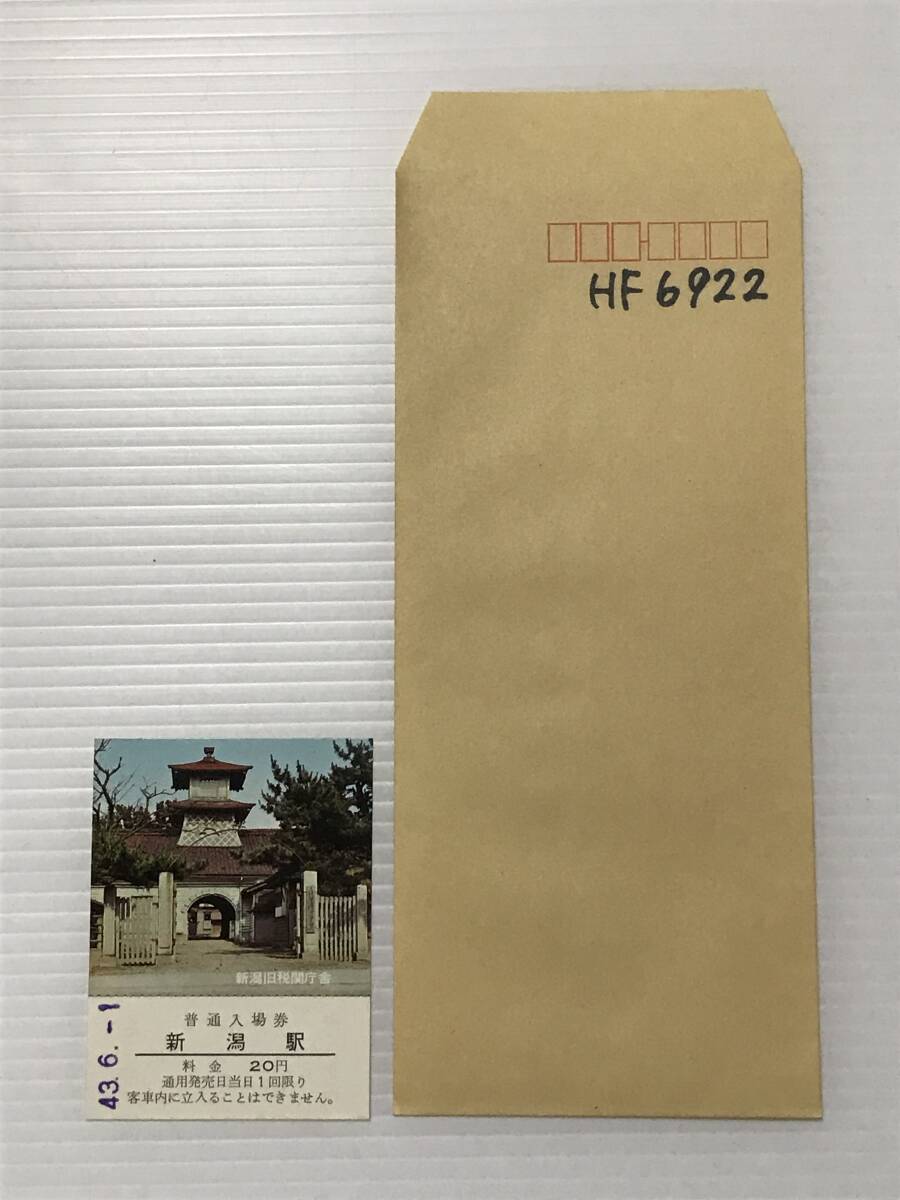 HF6922
新潟旧税関庁舎
43.6.-1
普通入場券
新潟駅
料金 20円
通用発売日当日1回限り
客車内に立入ることはできません。